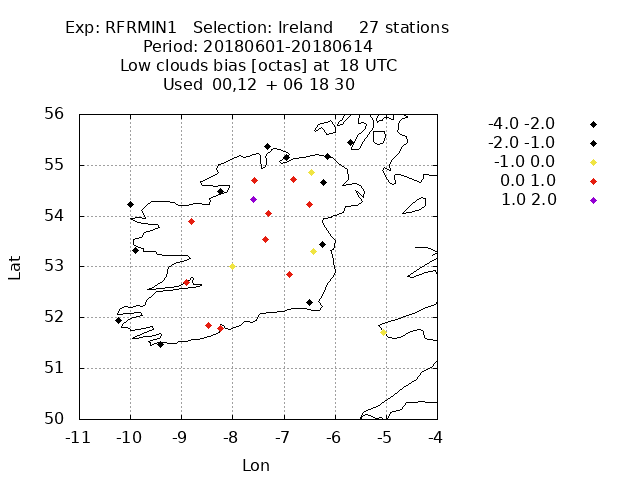 Exp: RFRMIN1 Selection: Ireland 27 stations
Period: 20180601-20180614
Low clouds bias [octas] at 18 UTC
Used 00,12 + 06 18 30
56
55
54
53
52
51
50
-11 -10 -9 -8 -7 -6 -5 -4
Lat
Lon
-4.0 -2.0
-2.0 -1.0
-1.0 0.0
0.0 1.0
1.0 2.0